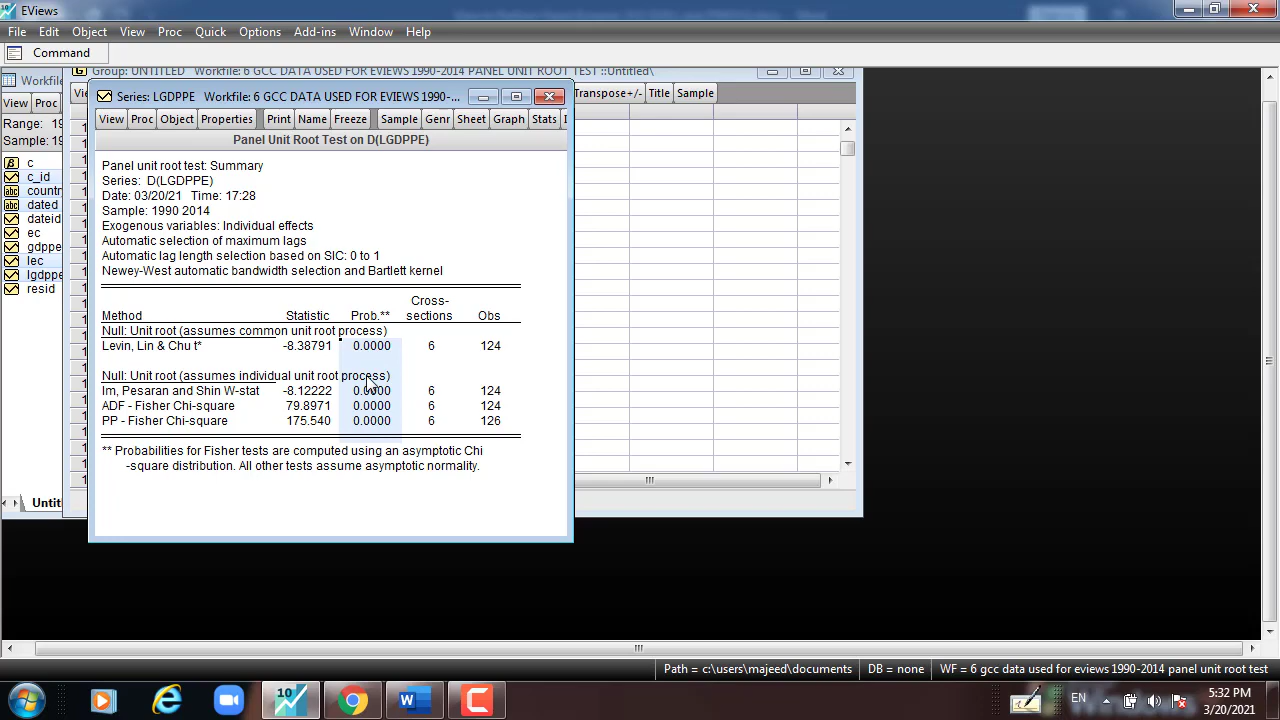 EViews
File Edit Object View Proc Quick Options Add-ins Window Help
Command
Workfile
Group: UNTITLED Workfile: 6 GCC DATA USED FOR EVIEWS 1990-2014 PANEL UNIT ROOT TEST ::Untitled\
Transpose+/- Title Sample
View Proc
Range: 1990
Sample: 199
c
c_id
countr
dated
dateid
ec
gdppe
lec
lgdppe
resid
Series: LGDPPE Workfile: 6 GCC DATA USED FOR EVIEWS 1990-...
View Proc Object Properties Print Name Freeze Sample Genr Sheet Graph Stats
Panel Unit Root Test on D(LGDPPE)
Panel unit root test: Summary
Series: D(LGDPPE)
Date: 03/20/21 Time: 17:28
Sample: 1990 2014
Exogenous variables: Individual effects
Automatic selection of maximum lags
Automatic lag length selection based on SIC: 0 to 1
Newey-West automatic bandwidth selection and Bartlett kernel
Cross-
Method Statistic Prob.** sections Obs
Null: Unit root (assumes common unit root process)
Levin, Lin & Chu t* -8.38791 0.0000 6 124
Null: Unit root (assumes individual unit root process)
Im, Pesaran and Shin W-stat -8.12222 0.0000 6 124
ADF - Fisher Chi-square 79.8971 0.0000 6 124
PP - Fisher Chi-square 175.540 0.0000 6 126
** Probabilities for Fisher tests are computed using an asymptotic Chi
-square distribution. All other tests assume asymptotic normality.
Untitl
Path = c:\users\majeed\documents DB = none WF = 6 gcc data used for eviews 1990-2014 panel unit root test
EN
5:32 PM
3/20/2021